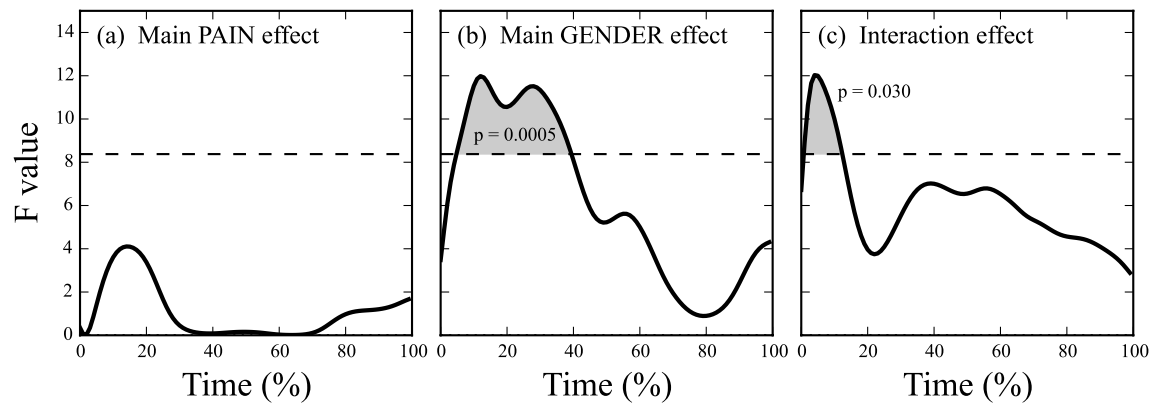 (a) Main PAIN effect
(b) Main GENDER effect
(c) Interaction effect
14
12
10
8
6
4
2
0
F value
p = 0.0005
p = 0.030
0 20 40 60 80 100
0 20 40 60 80 100
0 20 40 60 80 100
Time (%)
Time (%)
Time (%)